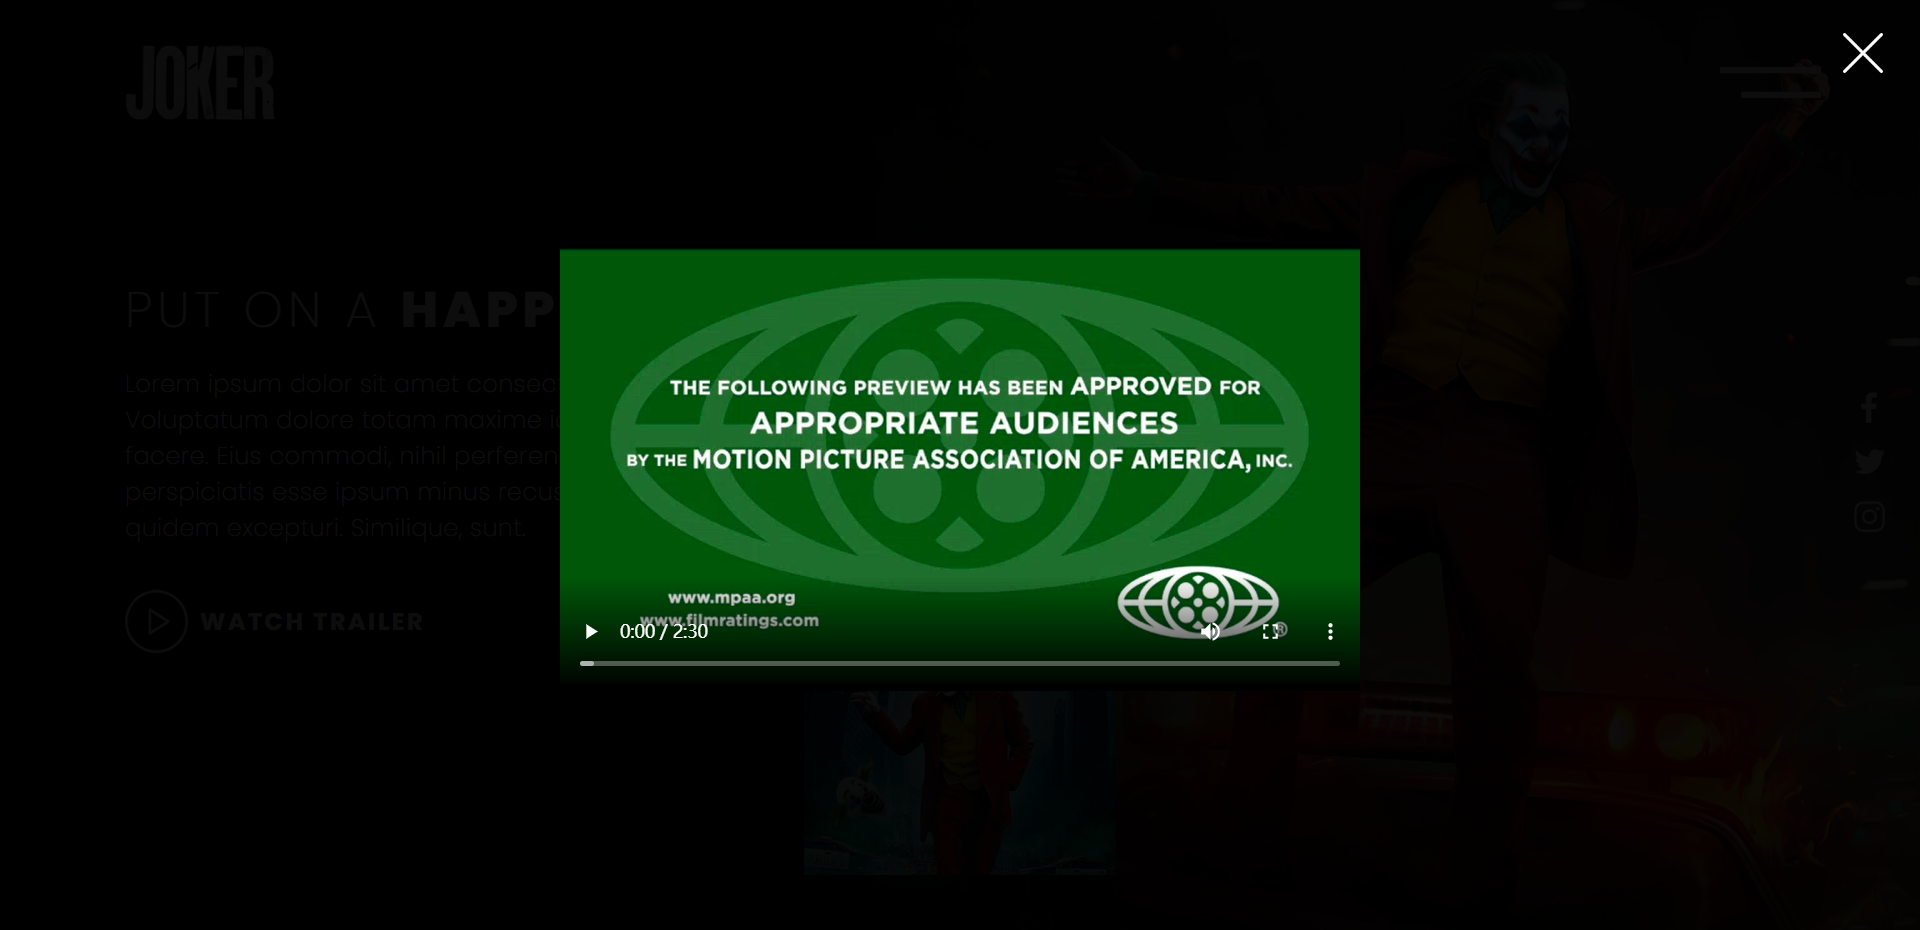 JOKER
PUT ON A HAPP
Lorem ipsum dolor sit amet consect
Voluptatum dolore totam maxime
facere. Eius commodi, nihil perferen
perspiciatis esse ipsum minus recus
quidem excepturi. Similique, sunt.
WATCH TRAILER
THE FOLLOWING PREVIEW HAS BEEN APPROVED FOR
APPROPRIATE AUDIENCES
BY THE MOTION PICTURE ASSOCIATION OF AMERICA, INC.
www.mpaa.org
www.filmratings.com
®
0:00 / 2:30